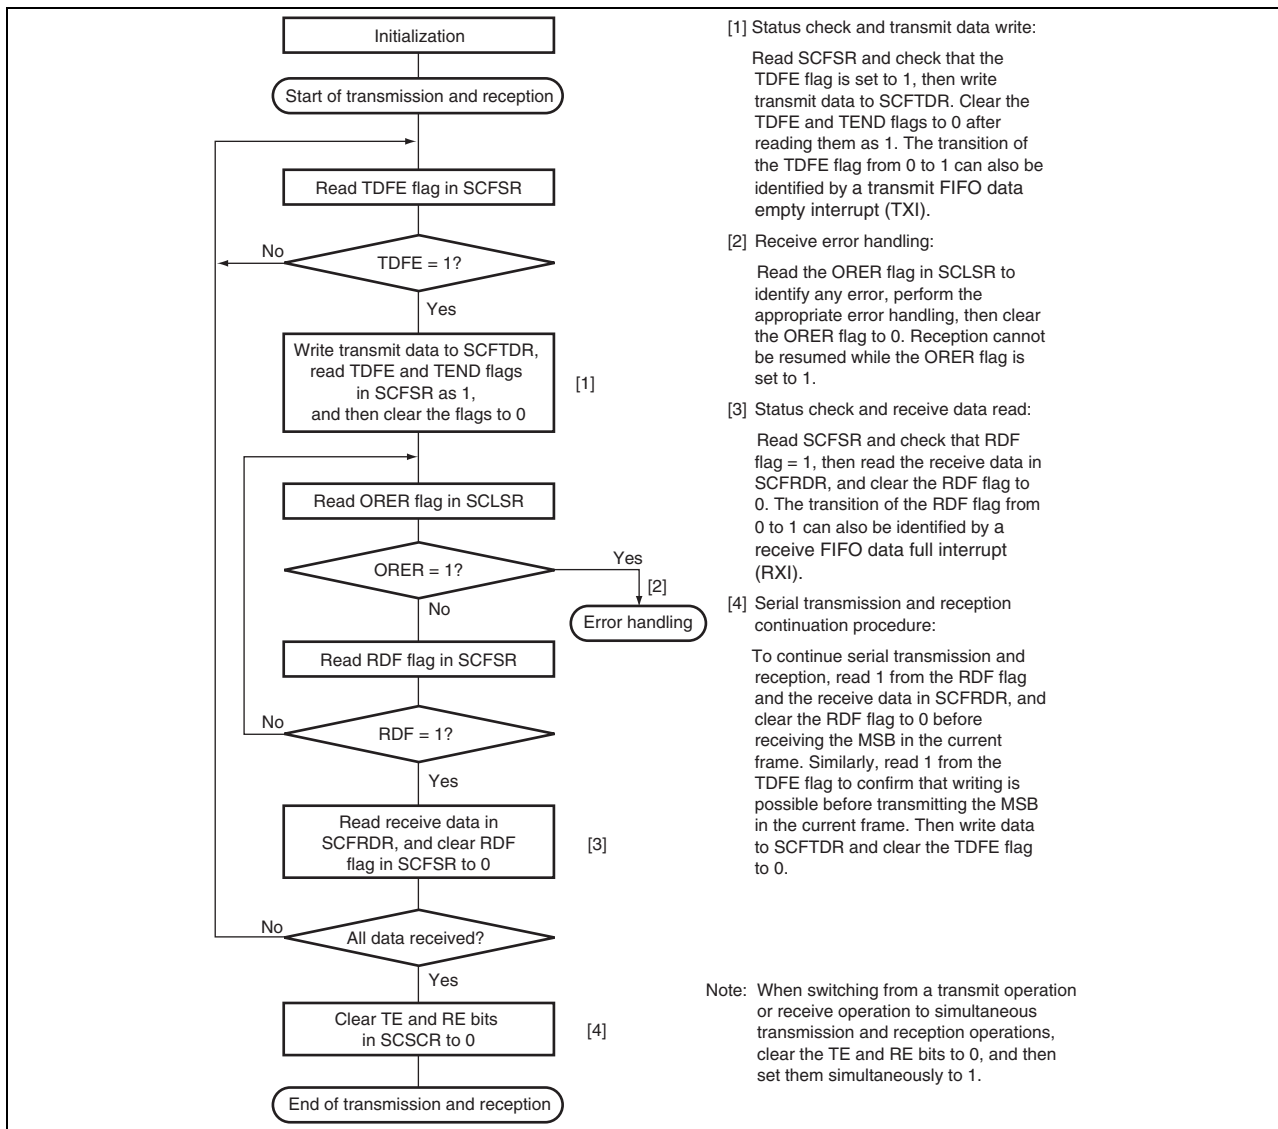 Initialization
Start of transmission and reception
Read TDFE flag in SCFSR
No
TDFE = 1?
Yes
Write transmit data to SCFTDR,
read TDFE and TEND flags
in SCFSR as 1,
and then clear the flags to 0
[1]
Read ORER flag in SCLSR
ORER = 1?
Yes
[2]
Error handling
No
Read RDF flag in SCFSR
No
RDF = 1?
Yes
Read receive data in
SCFRDR, and clear RDF
flag in SCFSR to 0
[3]
No
All data received?
Yes
Clear TE and RE bits
in SCSCR to 0
[4]
End of transmission and reception
[1] Status check and transmit data write:
Read SCFSR and check that the
TDFE flag is set to 1, then write
transmit data to SCFTDR. Clear the
TDFE and TEND flags to 0 after
reading them as 1. The transition of
the TDFE flag from 0 to 1 can also be
identified by a transmit FIFO data
empty interrupt (TXI).
[2] Receive error handling:
Read the ORER flag in SCLSR to
identify any error, perform the
appropriate error handling, then clear
the ORER flag to 0. Reception cannot
be resumed while the ORER flag is
set to 1.
[3] Status check and receive data read:
Read SCFSR and check that RDF
flag = 1, then read the receive data in
SCFRDR, and clear the RDF flag to
0. The transition of the RDF flag from
0 to 1 can also be identified by a
receive FIFO data full interrupt
(RXI).
[4] Serial transmission and reception
continuation procedure:
To continue serial transmission and
reception, read 1 from the RDF flag
and the receive data in SCFRDR, and
clear the RDF flag to 0 before
receiving the MSB in the current
frame. Similarly, read 1 from the
TDFE flag to confirm that writing is
possible before transmitting the MSB
in the current frame. Then write data
to SCFTDR and clear the TDFE flag
to 0.
Note: When switching from a transmit operation
or receive operation to simultaneous
transmission and reception operations,
clear the TE and RE bits to 0, and then
set them simultaneously to 1.